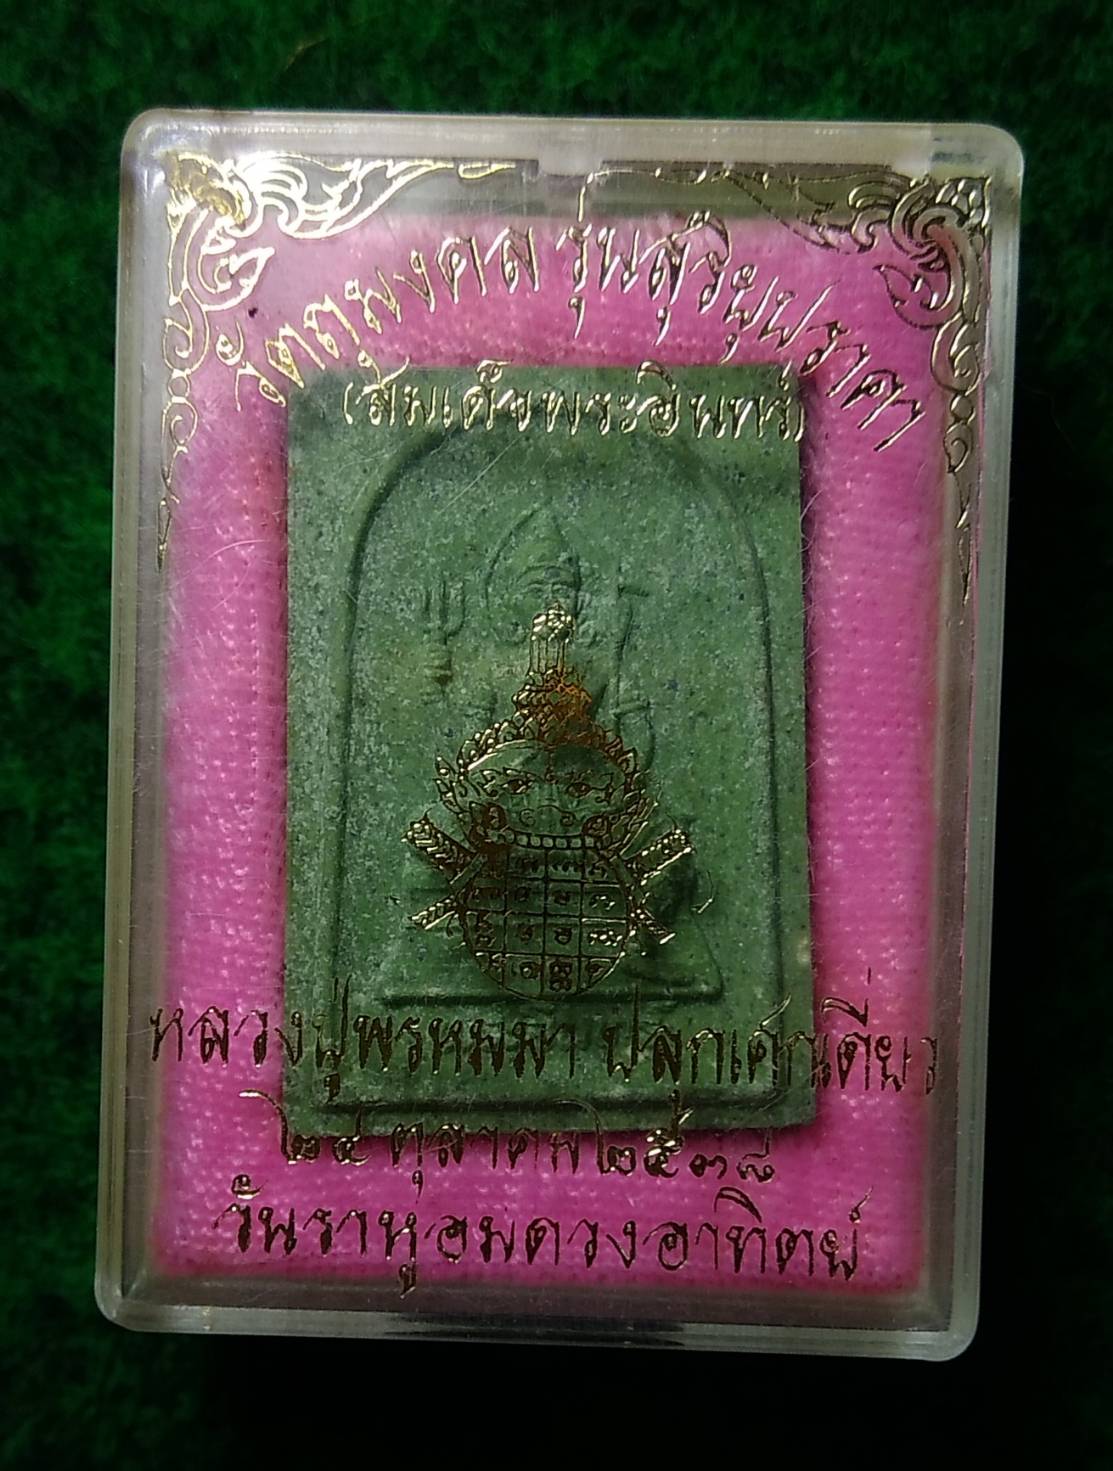 วัตถุมงคล รุ่นสุริยุปราคา
(สมเด็จพระอินทร์)
หลวงปู่พรหมมา ปลุกเศกเดี่ยว
๒๔ ตุลาคม ๒๕๓๘
วันราหูอมดวงอาทิตย์